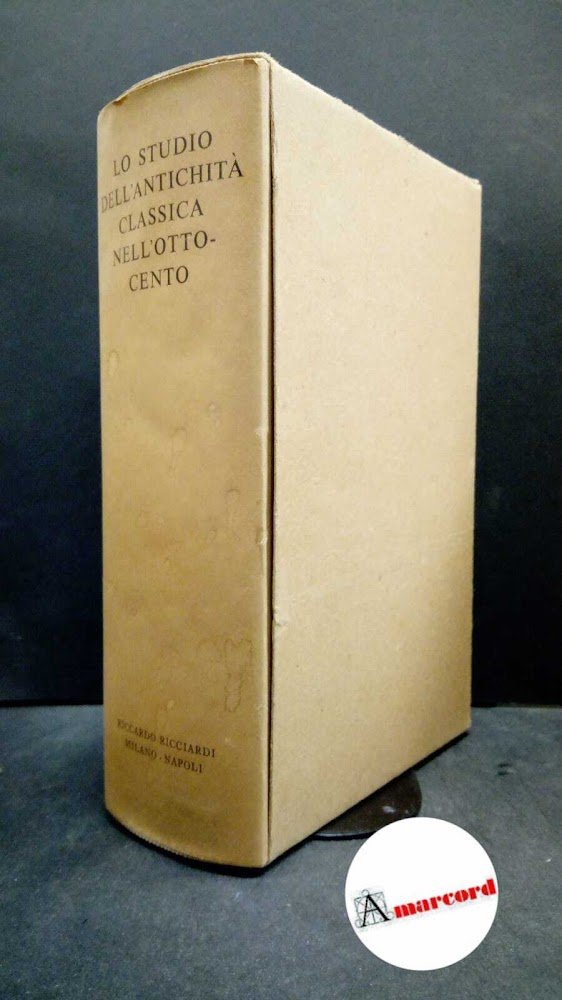 LO STUDIO
DELL'ANTICHITÀ
CLASSICA
NELL'OTTO-
CENTO
RICCARDO RICCIARDI
MILANO - NAPOLI
Amarcord